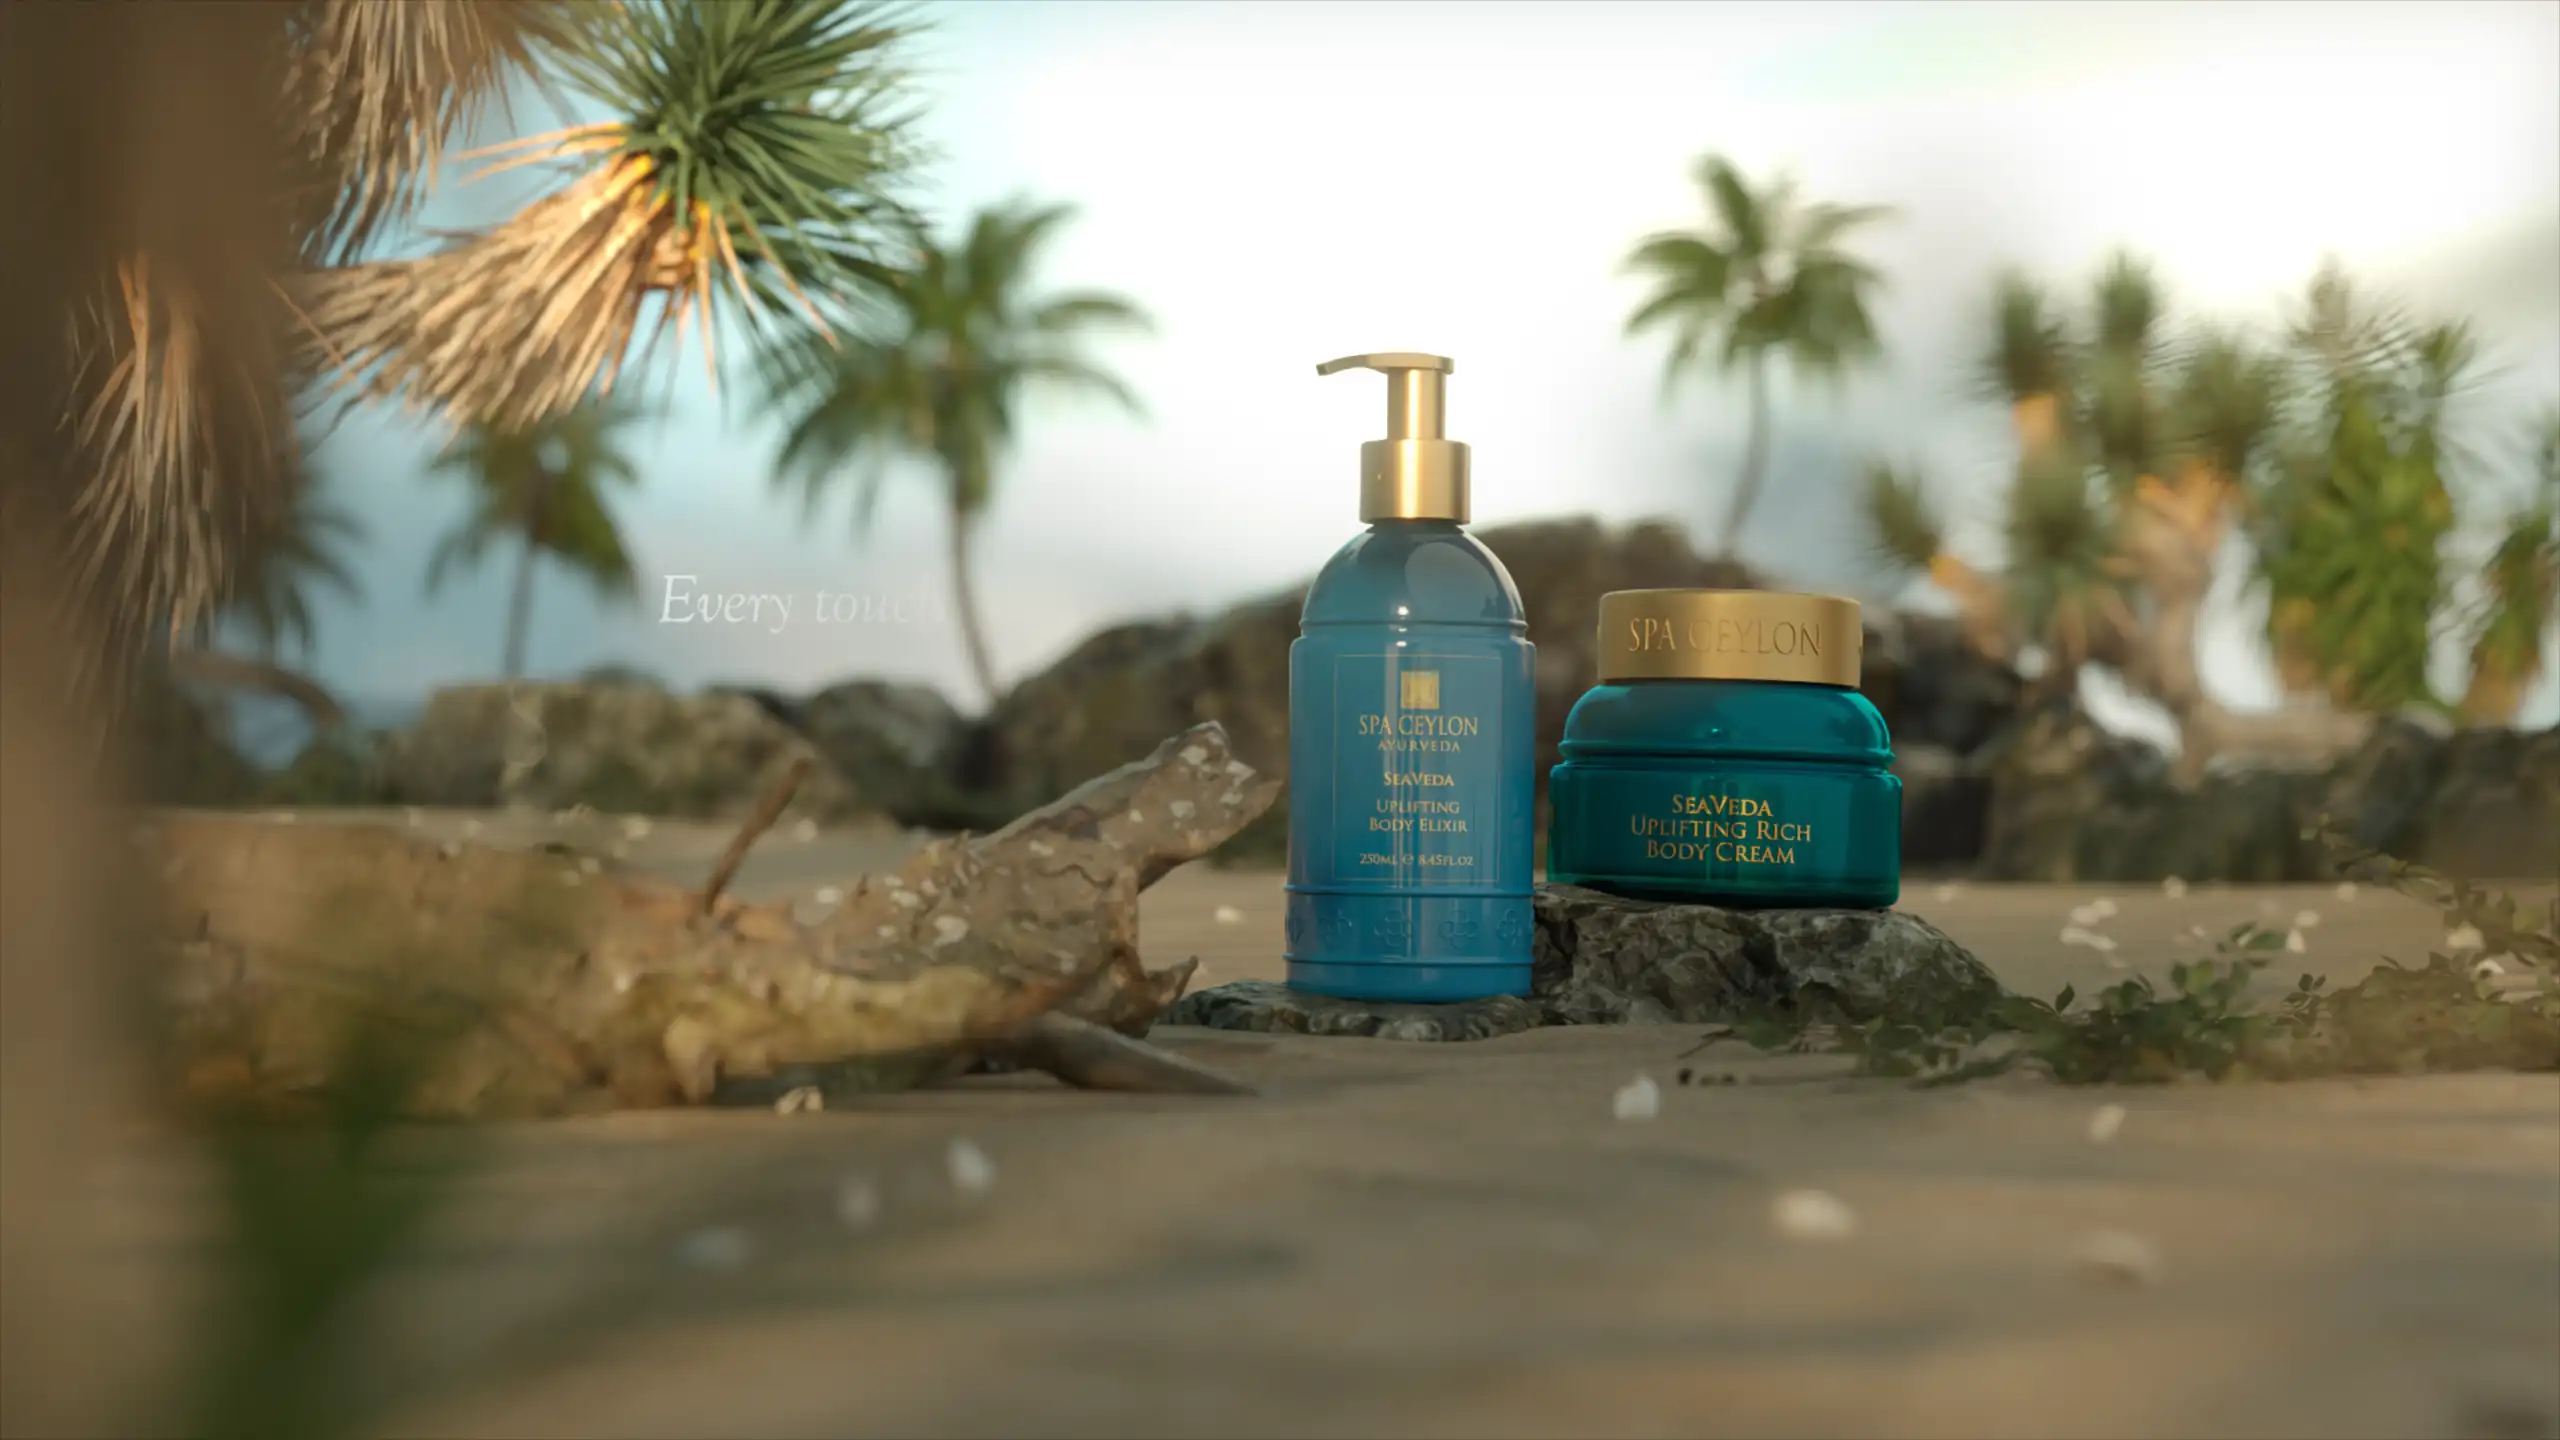 Every touch
SPA CEYLON
AYURVEDA
SEAVEDA
UPLIFTING
BODY ELIXIR
250ML ℮ 8.45FL.OZ
SPA CEYLON
SEAVEDA
UPLIFTING RICH
BODY CREAM